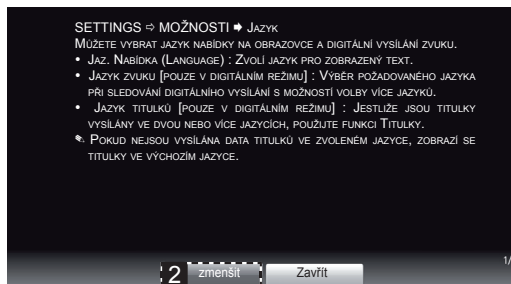 SETTINGS ⇨ MOŽNOSTI ➧ Jazyk
Můžete vybrat jazyk nabídky na obrazovce a digitální vysílání zvuku.
• Jaz. Nabídka (Language) : Zvolí jazyk pro zobrazený text.
• Jazyk zvuku [pouze v digitálním režimu] : Výběr požadovaného jazyka
při sledování digitálního vysílání s možností volby více jazyků.
• Jazyk titulků [pouze v digitálním režimu] : Jestliže jsou titulky
vysílány ve dvou nebo více jazycích, použijte funkci Titulky.
✎ Pokud nejsou vysílána data titulků ve zvoleném jazyce, zobrazí se
titulky ve výchozím jazyce.
1/
2 zmenšit Zavřít